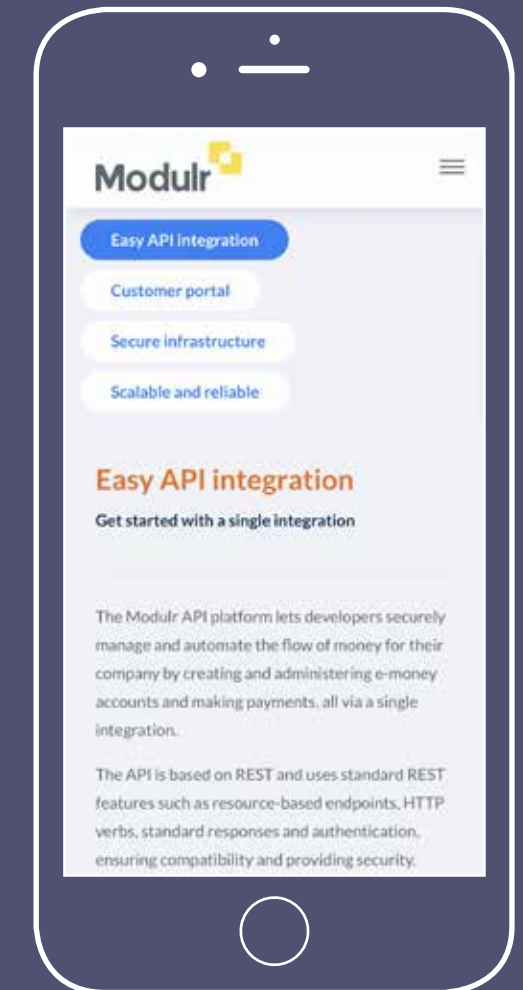 Modulr
Easy API integration
Customer portal
Secure infrastructure
Scalable and reliable
Easy API integration
Get started with a single integration
The Modulr API platform lets developers securely
manage and automate the flow of money for their
company by creating and administering e-money
accounts and making payments, all via a single
integration.
The API is based on REST and uses standard REST
features such as resource-based endpoints, HTTP
verbs, standard responses and authentication,
ensuring compatibility and providing security.